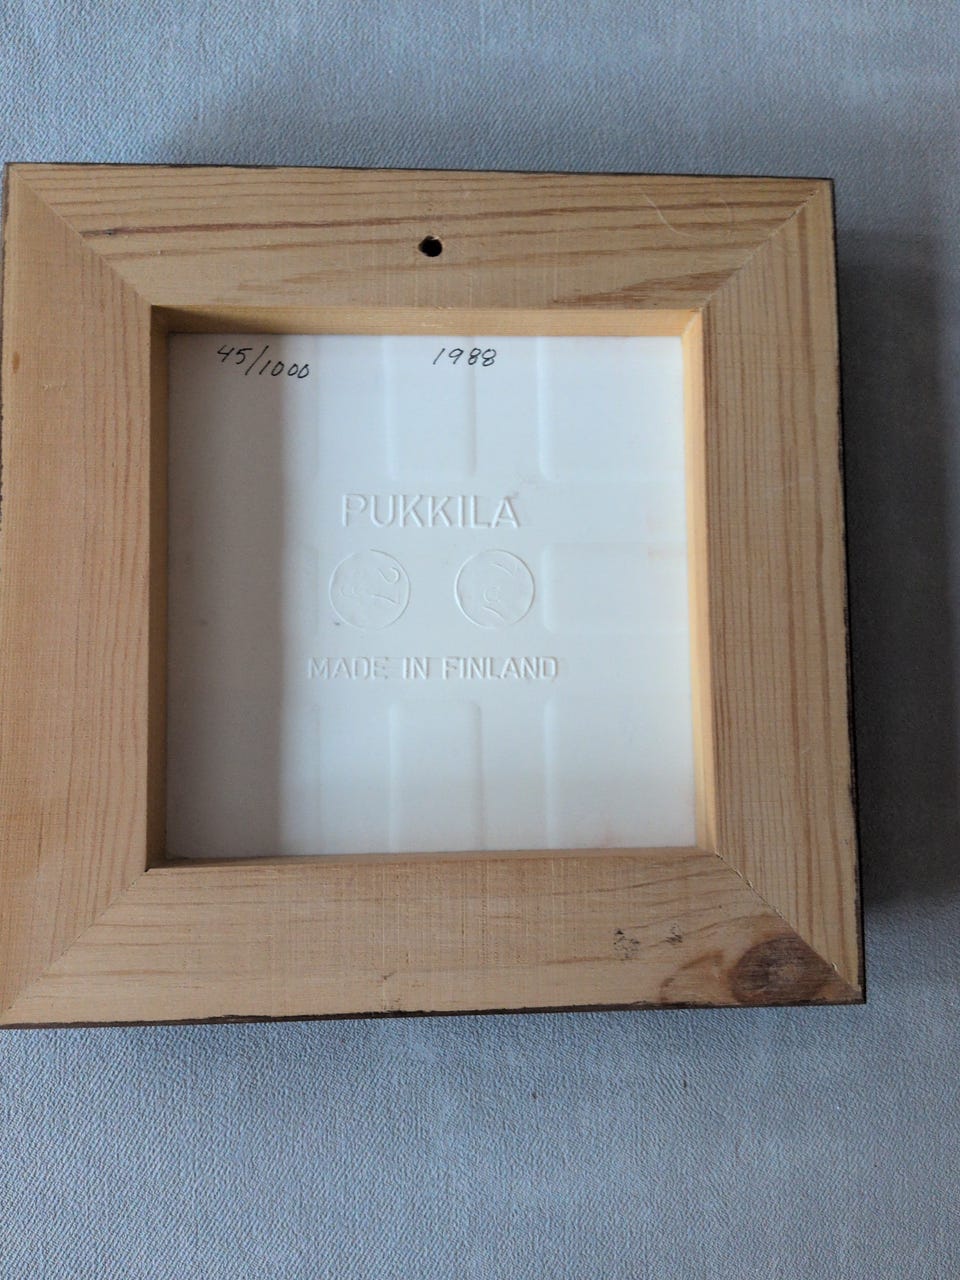 45/1000 1988
PUKKILA
MADE IN FINLAND